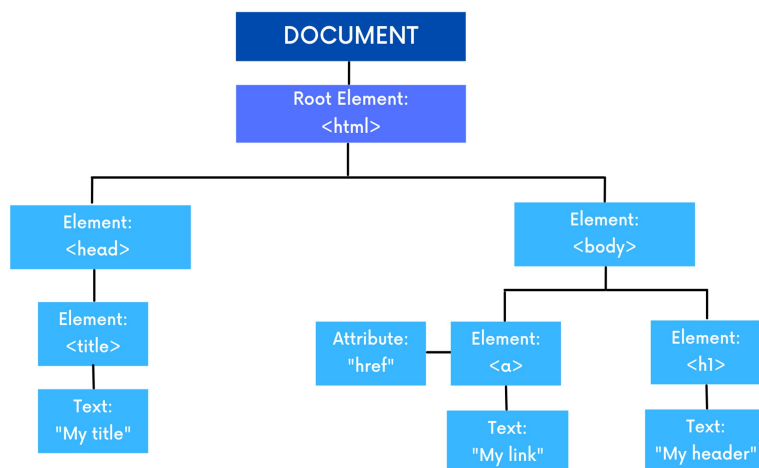 DOCUMENT
Root Element:
<html>
Element:
<head>
Element:
<body>
Element:
<title>
Attribute:
"href"
Element:
<a>
Element:
<h1>
Text:
"My title"
Text:
"My link"
Text:
"My header"